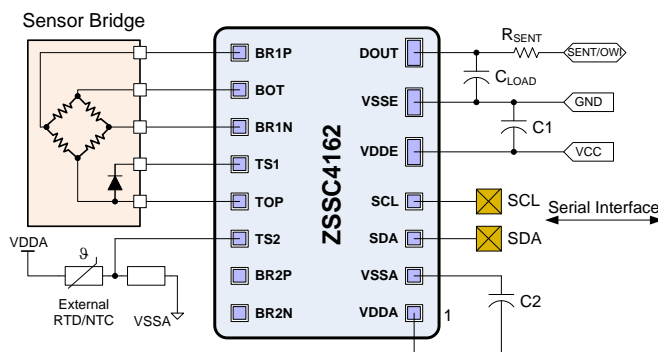 Sensor Bridge
BR1P
BOT
BR1N
TS1
TOP
TS2
BR2P
BR2N
ZSSC4162
DOUT
VSSE
VDDE
SCL
SDA
VSSA
VDDA
1
RSENT
SENT/OWI
CLOAD
GND
C1
VCC
SCL
SDA
Serial Interface
C2
VDDA
ϑ
External
RTD/NTC
VSSA